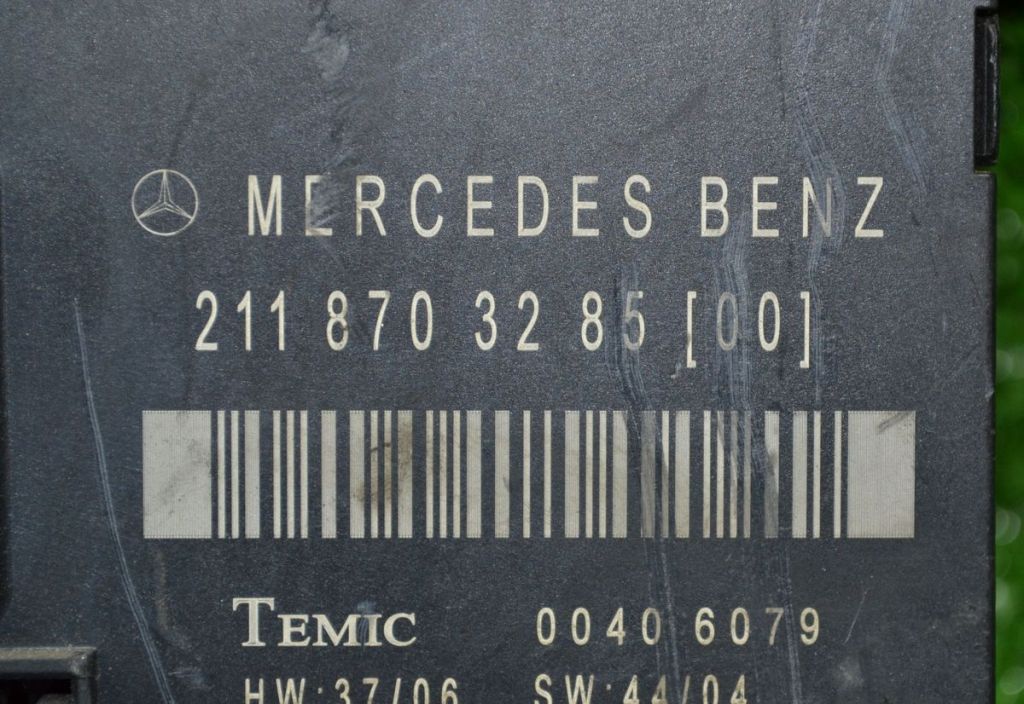 MERCEDES BENZ
211 870 32 85 [00]
TEMIC 0040 6079
HW:37/06 SW:44/04